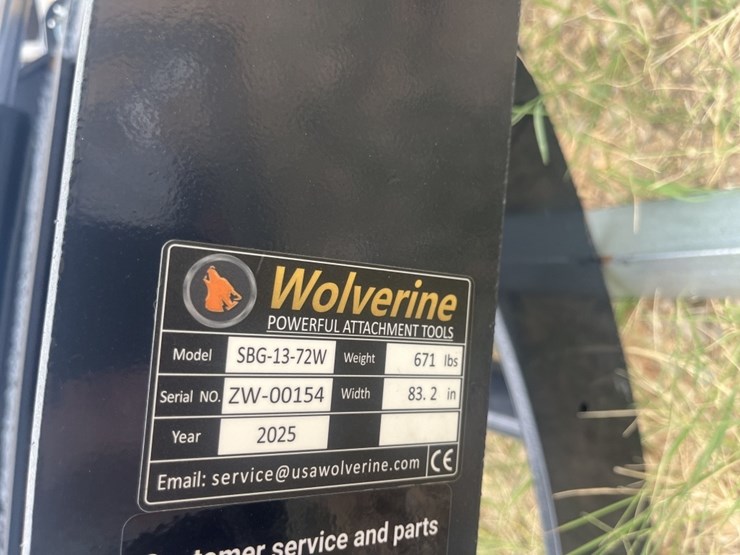 Wolverine
POWERFUL ATTACHMENT TOOLS
Model SBG-13-72W Weight 671 lbs
Serial NO. ZW-00154 Width 83.2 in
Year 2025
Email: service@usawolverine.com CE
service and parts